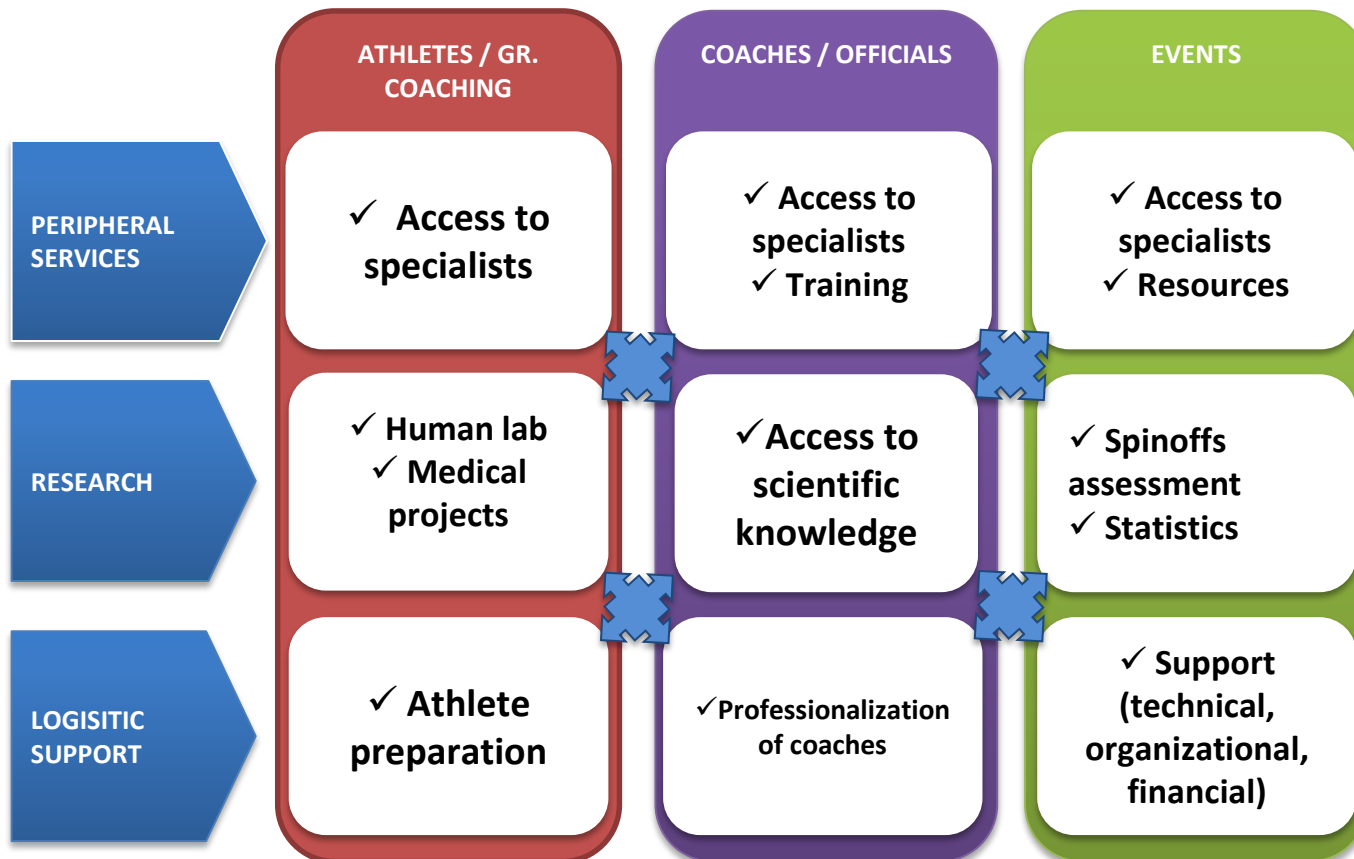 ATHLETES / GR.
COACHING
COACHES / OFFICIALS
EVENTS
PERIPHERAL
SERVICES
✓ Access to
specialists
✓ Access to
specialists
✓ Training
✓ Access to
specialists
✓ Resources
RESEARCH
✓ Human lab
✓ Medical
projects
✓Access to
scientific
knowledge
✓ Spinoffs
assessment
✓ Statistics
LOGISITIC
SUPPORT
✓ Athlete
preparation
✓Professionalization
of coaches
✓ Support
(technical,
organizational,
financial)